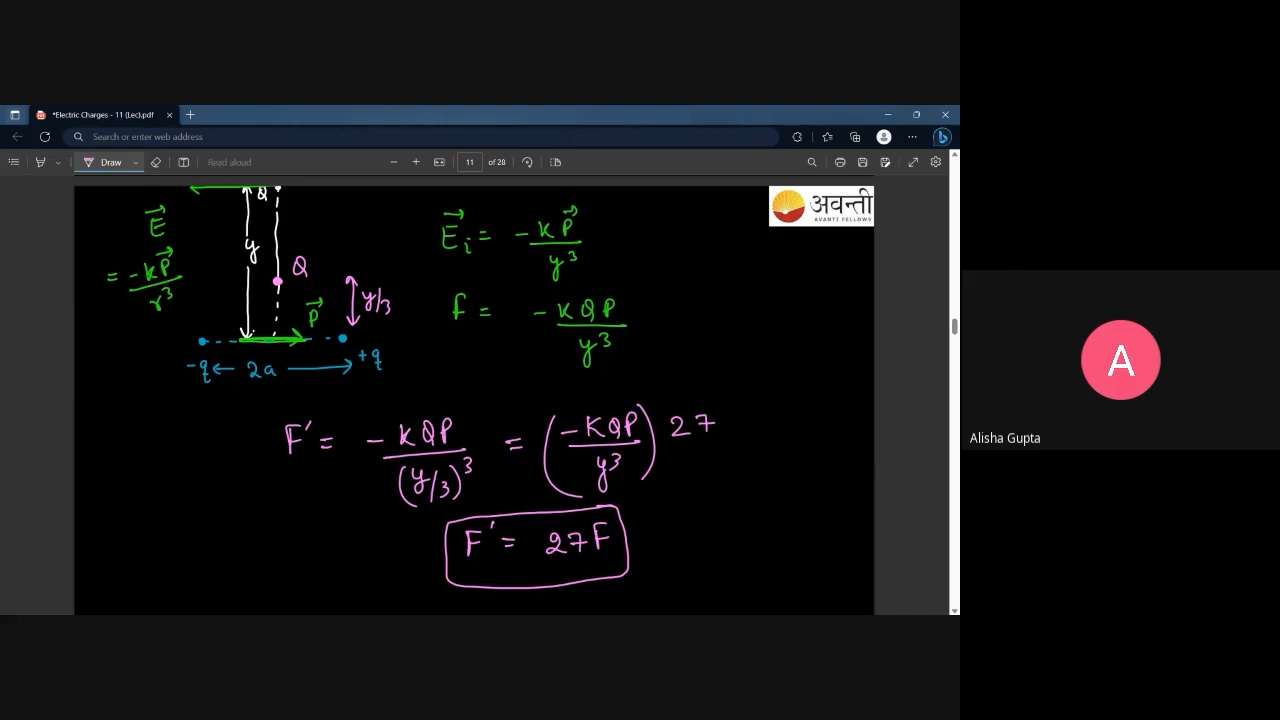 *Electric Charges - 11 (Lec).pdf
Search or enter web address
Draw
Read aloud
11 of 28
Q
E⃗
= -kP⃗/r³
y
Q
y/3
P⃗
-q ← 2a → +q
E⃗i = -kP⃗/y³
F = -kQP/y³
अवन्ती
AVANTI FELLOWS
F' = -kQP/(y/3)³ = (-kQP/y³) 27
F' = 27F
A
Alisha Gupta